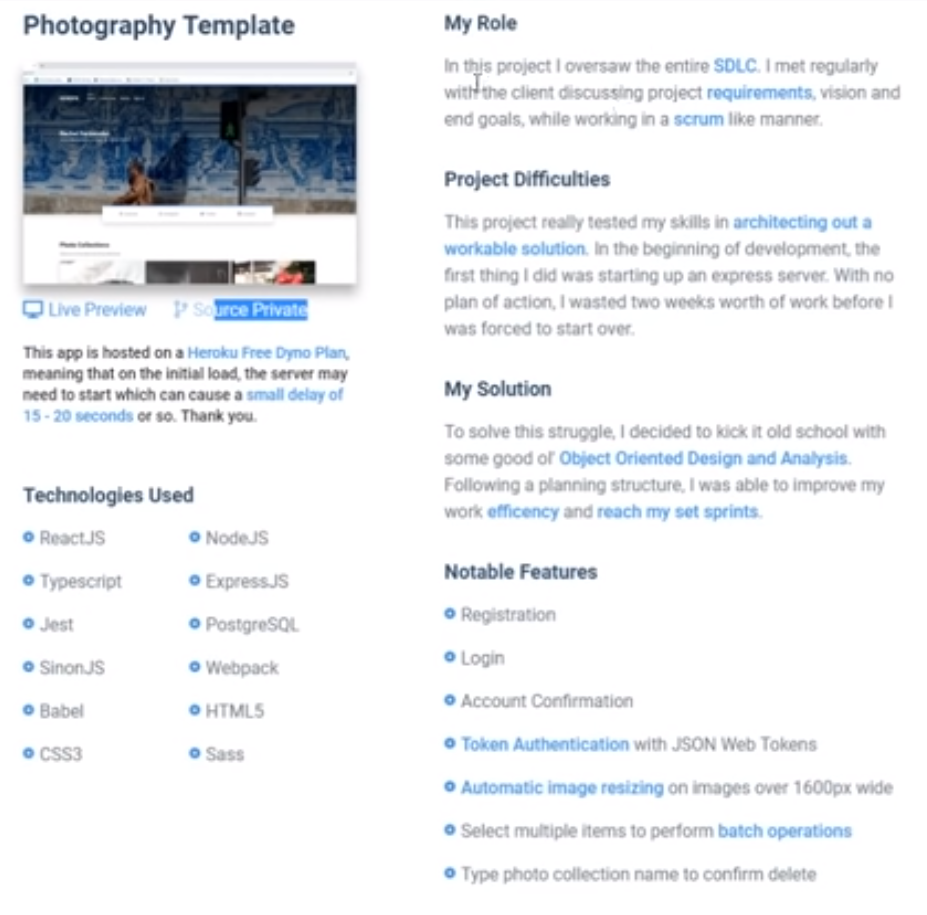 Photography Template
Photo Collections
Live Preview
Source Private
This app is hosted on a Heroku Free Dyno Plan,
meaning that on the initial load, the server may
need to start which can cause a small delay of
15 - 20 seconds or so. Thank you.
Technologies Used
ReactJS
NodeJS
Typescript
ExpressJS
Jest
PostgreSQL
SinonJS
Webpack
Babel
HTML5
CSS3
Sass
My Role
In this project I oversaw the entire SDLC. I met regularly
with the client discussing project requirements, vision and
end goals, while working in a scrum like manner.
Project Difficulties
This project really tested my skills in architecting out a
workable solution. In the beginning of development, the
first thing I did was starting up an express server. With no
plan of action, I wasted two weeks worth of work before I
was forced to start over.
My Solution
To solve this struggle, I decided to kick it old school with
some good ol' Object Oriented Design and Analysis.
Following a planning structure, I was able to improve my
work efficency and reach my set sprints.
Notable Features
Registration
Login
Account Confirmation
Token Authentication with JSON Web Tokens
Automatic image resizing on images over 1600px wide
Select multiple items to perform batch operations
Type photo collection name to confirm delete